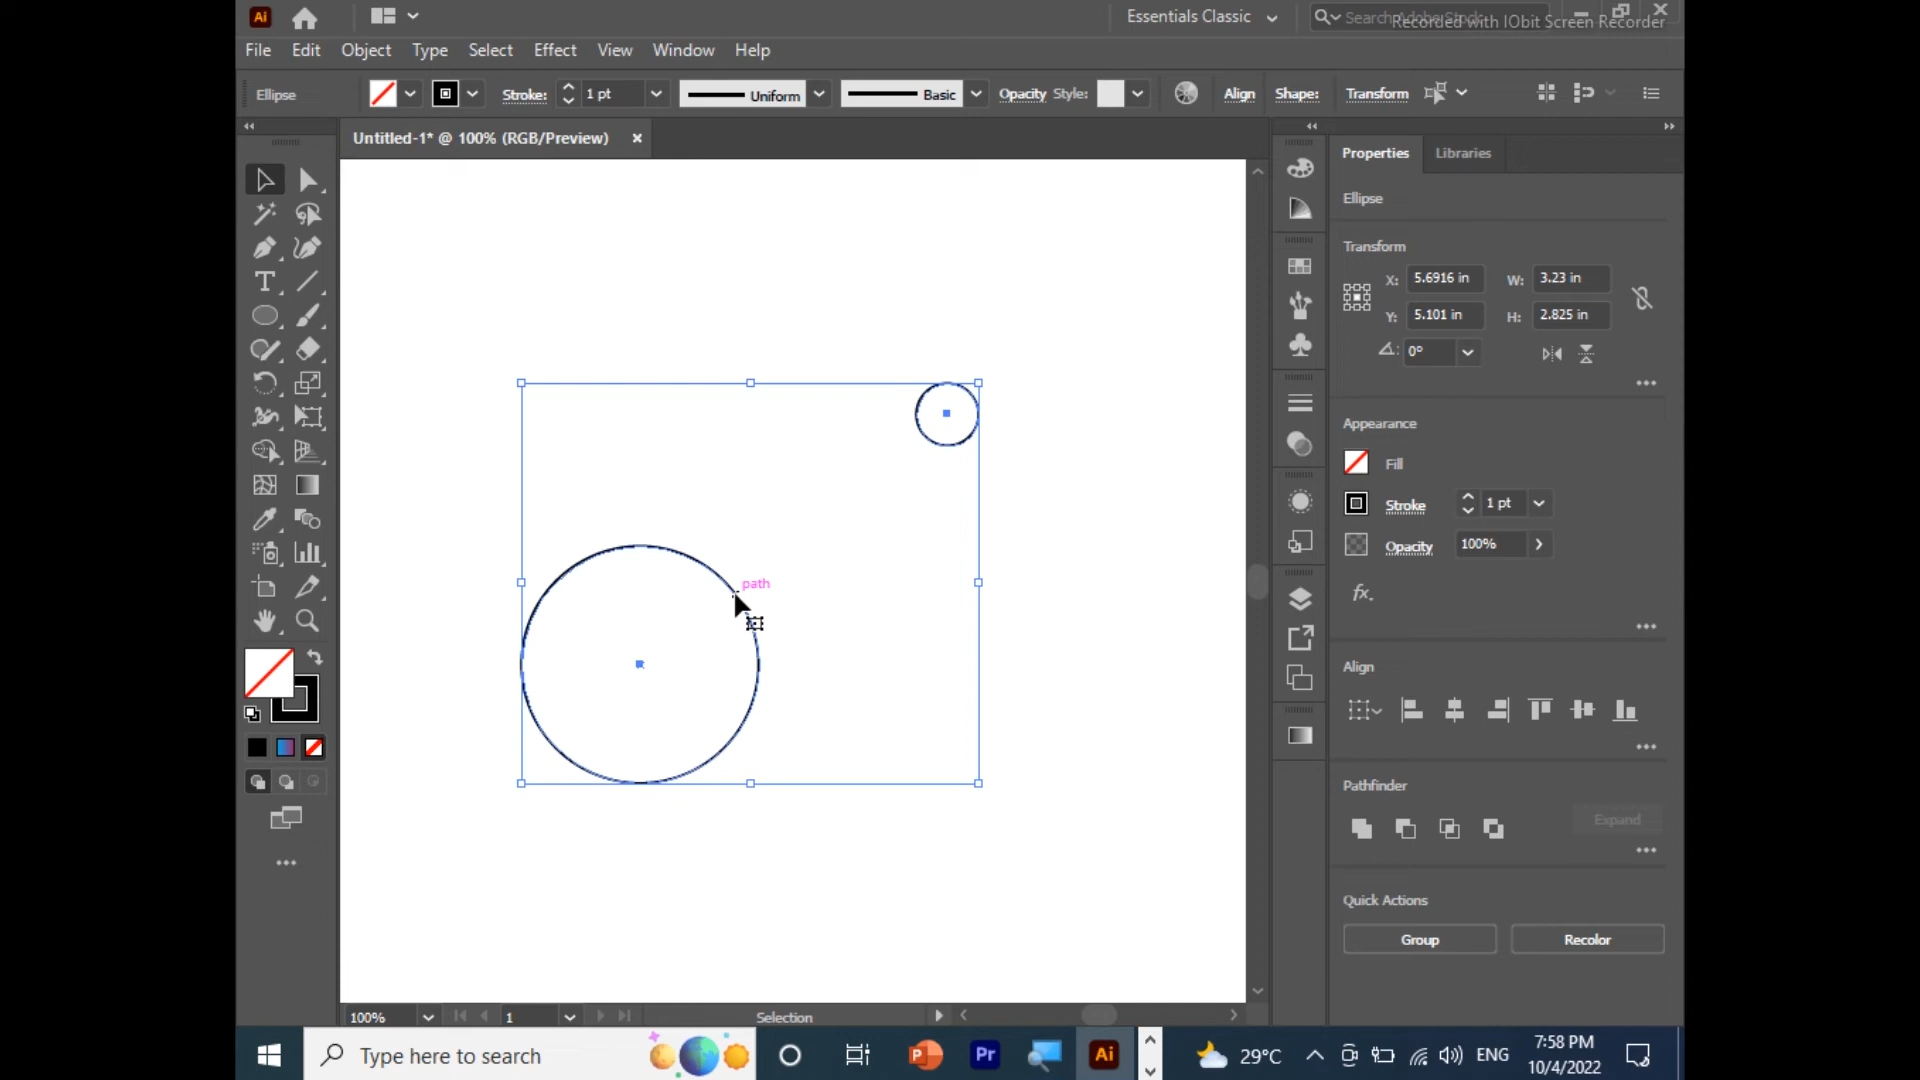 Ai
Essentials Classic
Search Adobe Stock
Recorded with IObit Screen Recorder
File Edit Object Type Select Effect View Window Help
Ellipse Stroke: 1 pt Uniform Basic Opacity Style: Align Shape: Transform
Untitled-1* @ 100% (RGB/Preview) ×
Properties Libraries
Ellipse
Transform
X: 5.6916 in W: 3.23 in
Y: 5.101 in H: 2.825 in
0°
Appearance
Fill
Stroke 1 pt
Opacity 100%
fx.
path
Align
Pathfinder
Expand
Quick Actions
Group Recolor
100% 1 Selection
Type here to search
P Pr Ai 29°C ENG
7:58 PM
10/4/2022